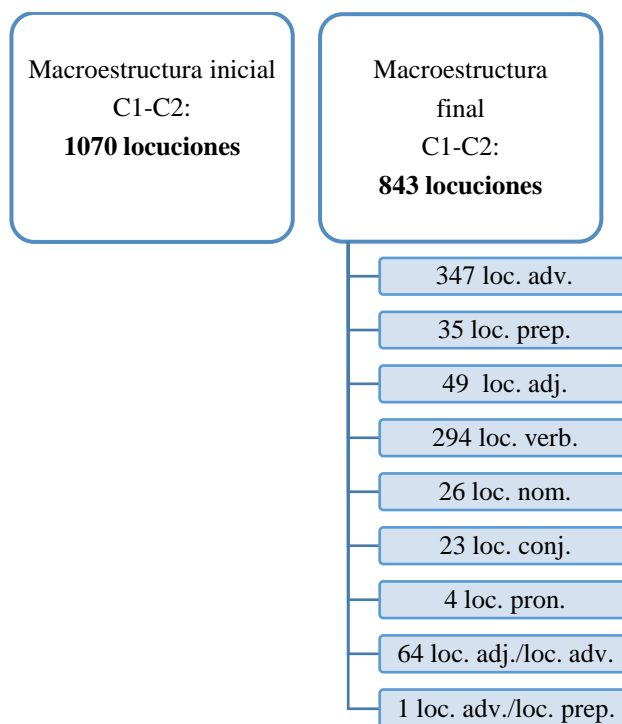 Macroestructura inicial
C1-C2:
1070 locuciones
Macroestructura
final
C1-C2:
843 locuciones
347 loc. adv.
35 loc. prep.
49 loc. adj.
294 loc. verb.
26 loc. nom.
23 loc. conj.
4 loc. pron.
64 loc. adj./loc. adv.
1 loc. adv./loc. prep.